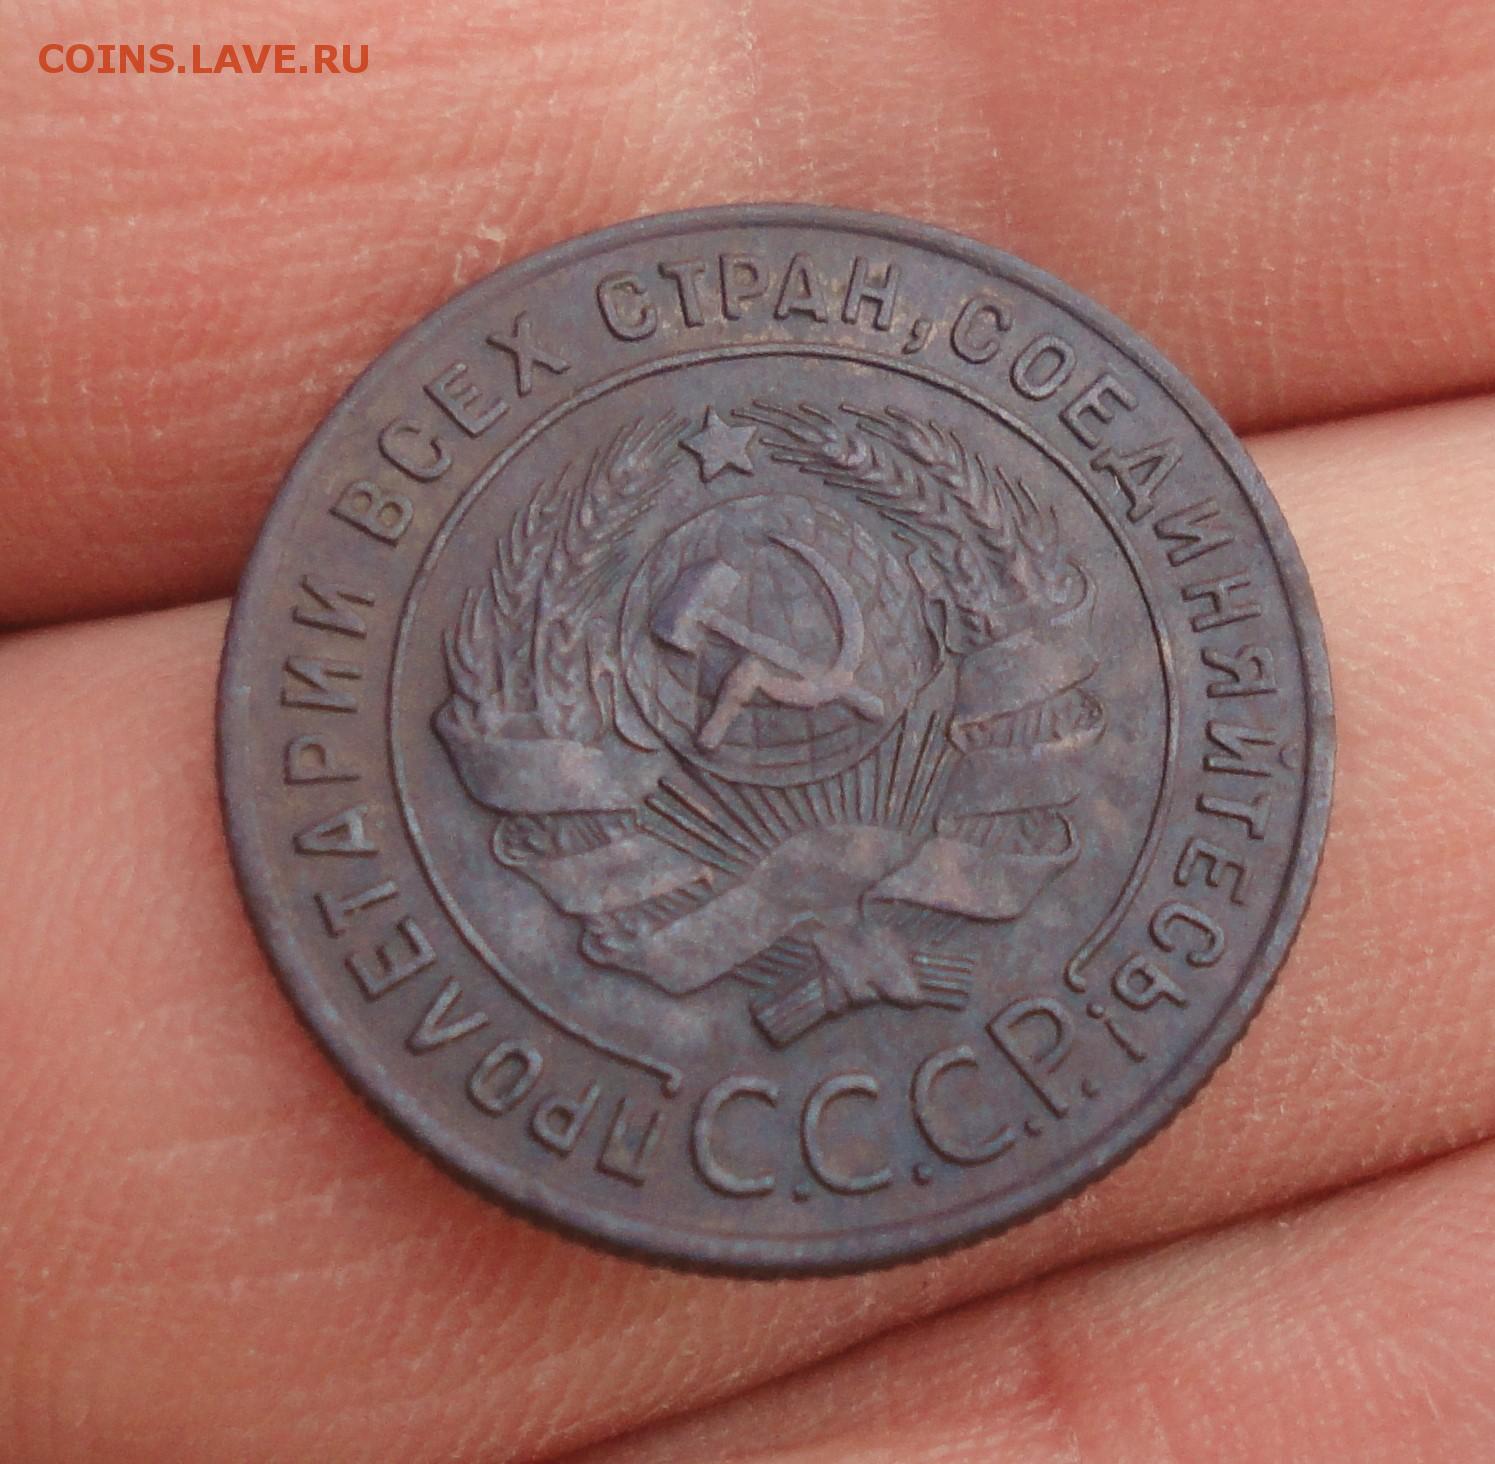 COINS.LAVE.RU
ПРОЛЕТАРИИ ВСЕХ СТРАН, СОЕДИНЯЙТЕСЬ!
С.С.С.Р.